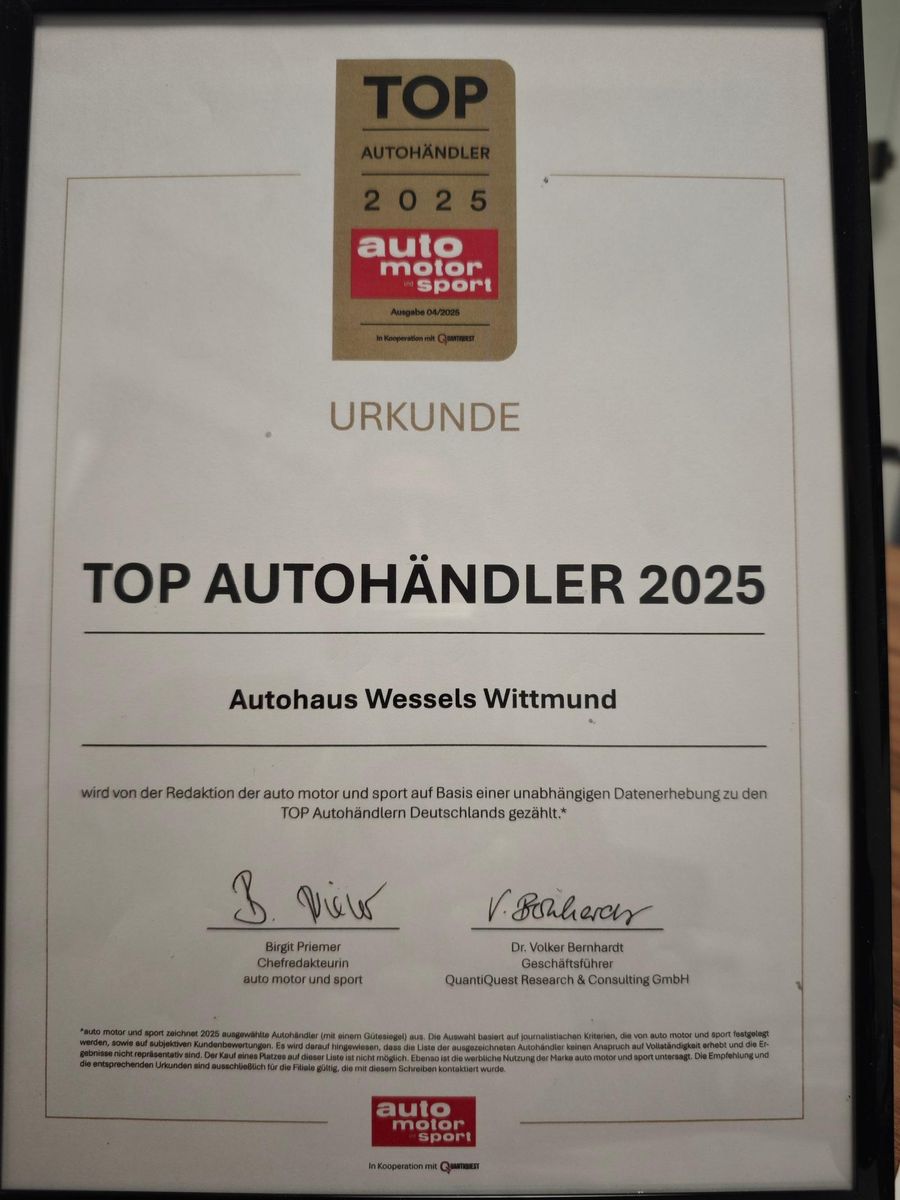 TOP
AUTOHÄNDLER
2025
auto
motor
und sport
Ausgabe 04/2025
In Kooperation mit QUANTIQUEST
URKUNDE
TOP AUTOHÄNDLER 2025
Autohaus Wessels Wittmund
wird von der Redaktion der auto motor und sport auf Basis einer unabhängigen Datenerhebung zu den
TOP Autohändlern Deutschlands gezählt.*
Birgit Priemer
Chefredakteurin
auto motor und sport
V. Bernhardt
Dr. Volker Bernhardt
Geschäftsführer
QuantiQuest Research & Consulting GmbH
*auto motor und sport zeichnet 2025 ausgewählte Autohändler (mit einem Gütesiegel) aus. Die Auswahl basiert auf journalistischen Kriterien, die von auto motor und sport festgelegt
werden, sowie auf subjektiven Kundenbewertungen. Es wird darauf hingewiesen, dass die Liste der ausgezeichneten Autohändler keinen Anspruch auf Vollständigkeit erhebt und die Er-
gebnisse nicht repräsentativ sind. Der Kauf eines Platzes auf dieser Liste ist nicht möglich. Ebenso ist die werbliche Nutzung der Marke auto motor und sport untersagt. Die Empfehlung und
die entsprechenden Urkunden sind ausschließlich für die Filiale gültig, die mit diesem Schreiben kontaktiert wurde.
auto
motor
und sport
In Kooperation mit QUANTIQUEST